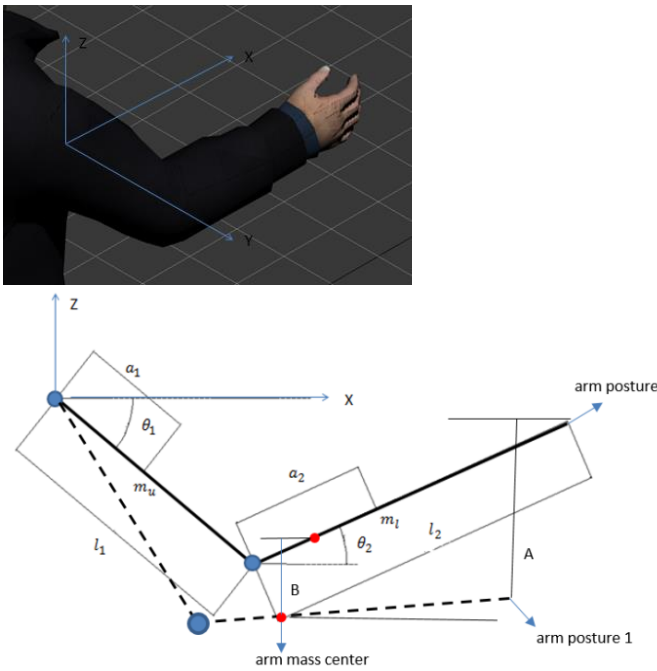 Z
X
Y
Z
a₁
X
arm posture
θ₁
a₂
mᵤ
mₗ
l₂
l₁
θ₂
A
B
arm posture 1
arm mass center